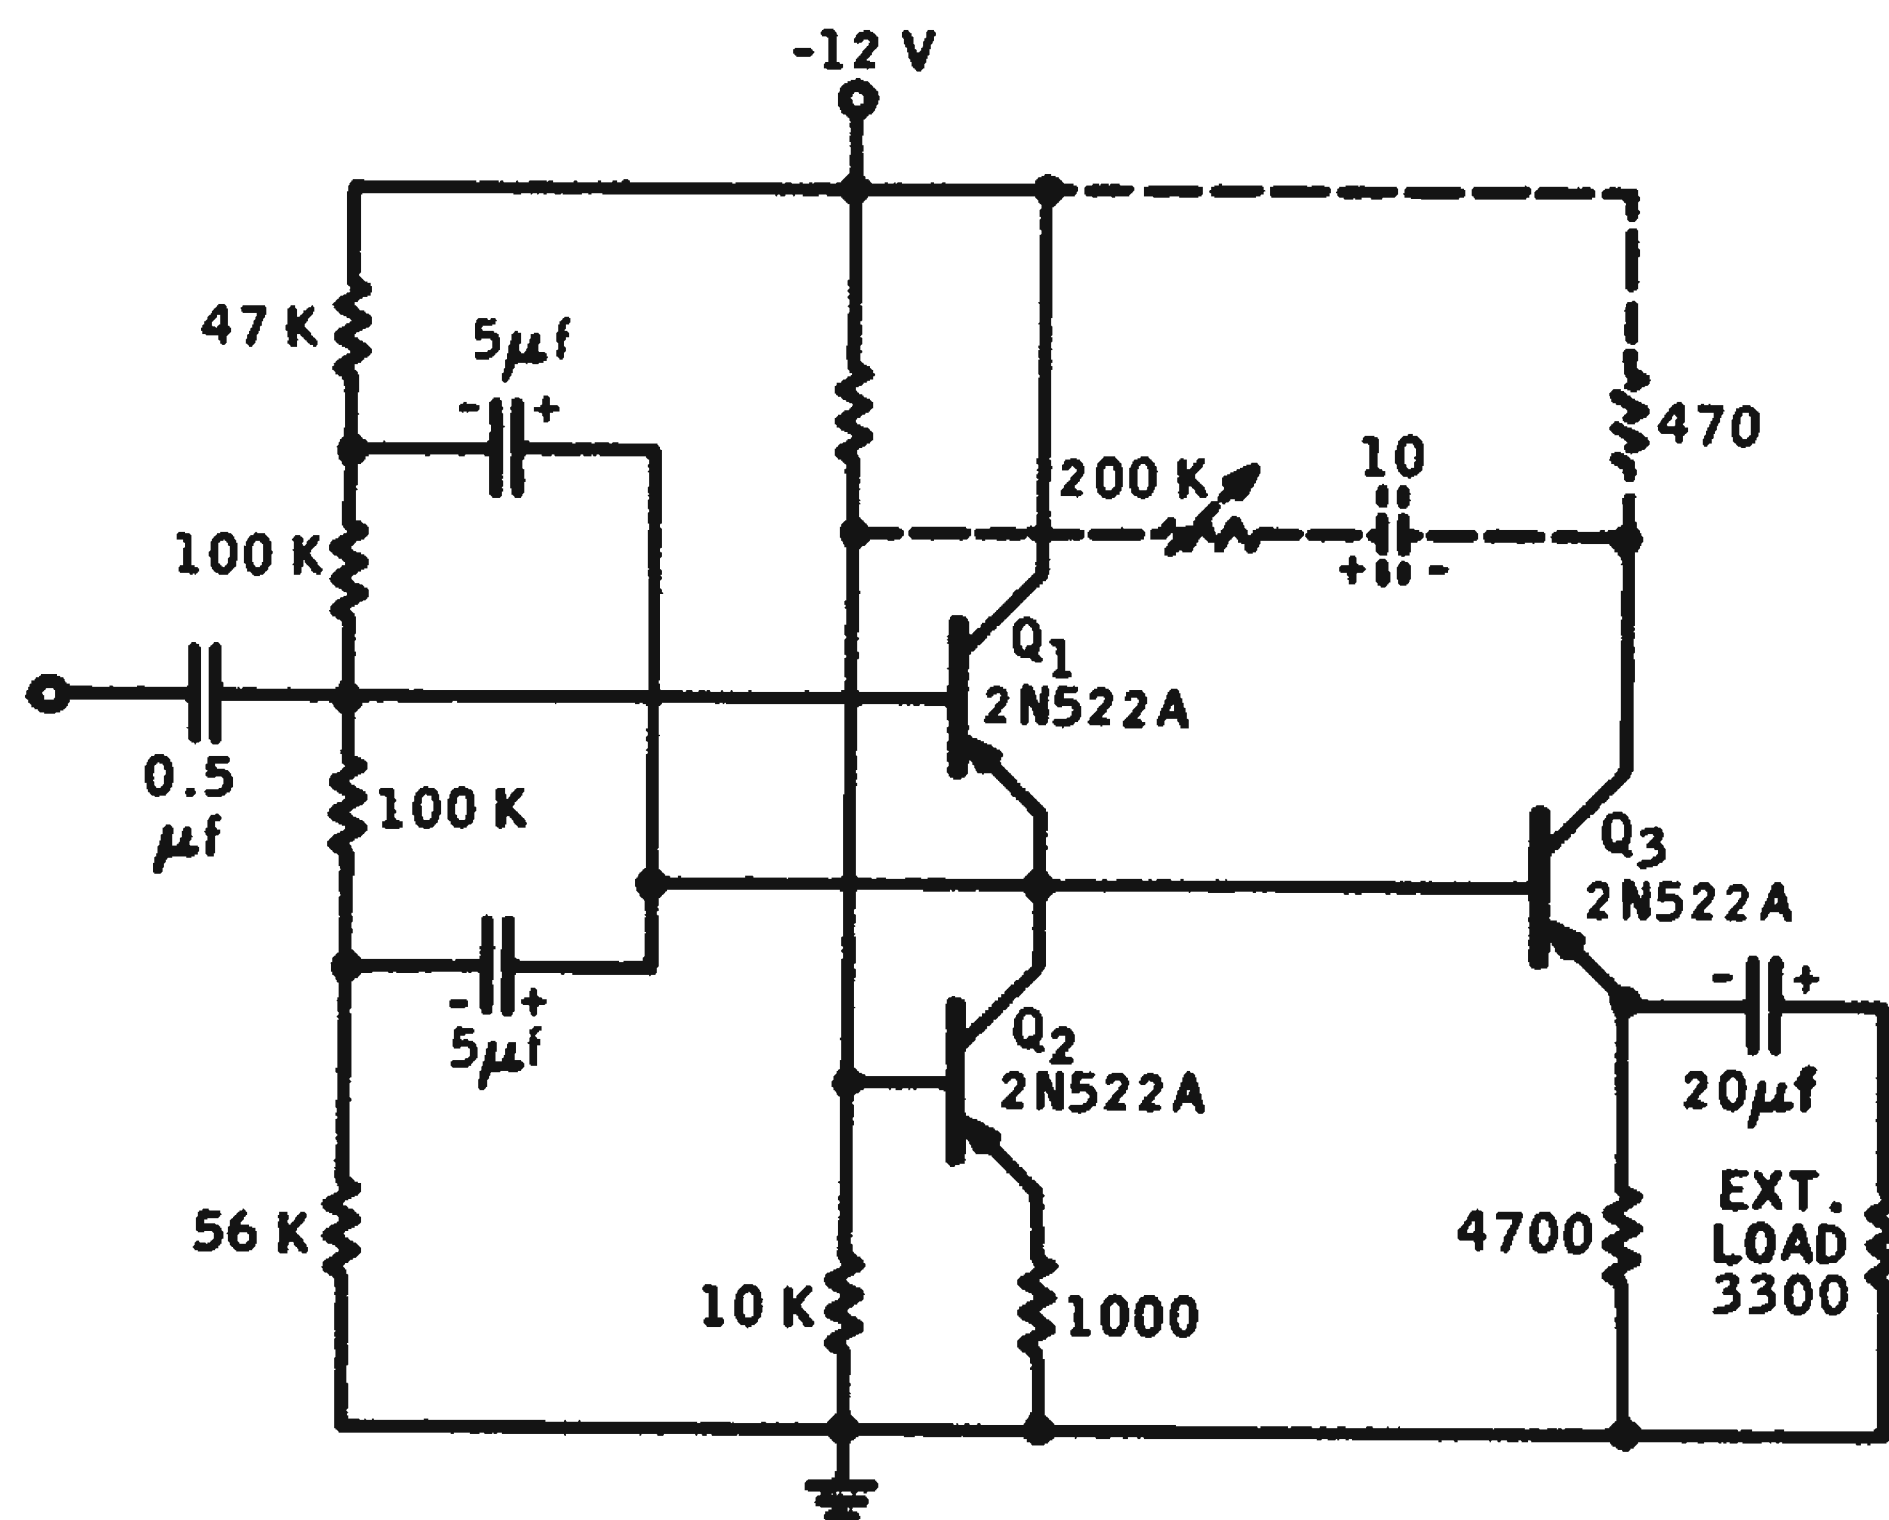 -12 V
47 K
5μf
- +
200 K
10
470
100 K
+ -
Q1
2N522A
0.5
μf
100 K
Q3
2N522A
- +
5μf
Q2
2N522A
- +
20μf
56 K
10 K
1000
4700
EXT.
LOAD
3300